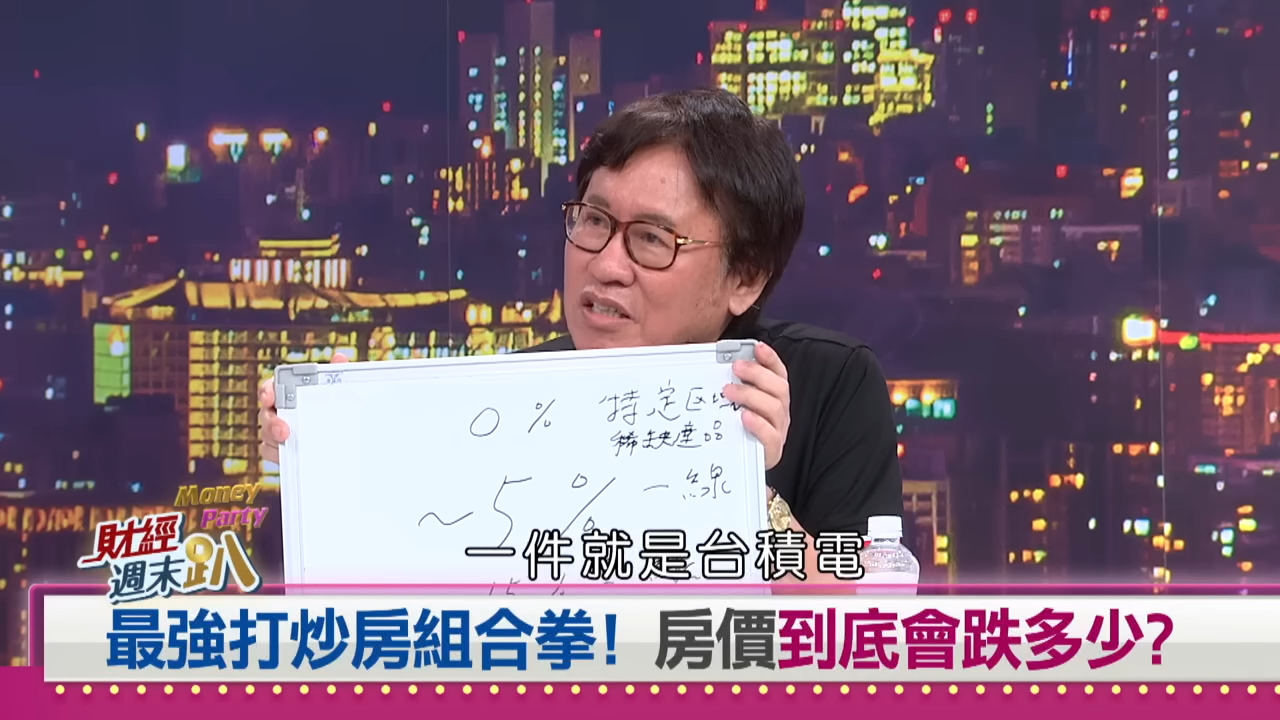 0% 特定区域
稀缺產品
~5% 一線
15%
一件就是台積電
Money
Party
財經
週末趴
最強打炒房組合拳! 房價到底會跌多少?